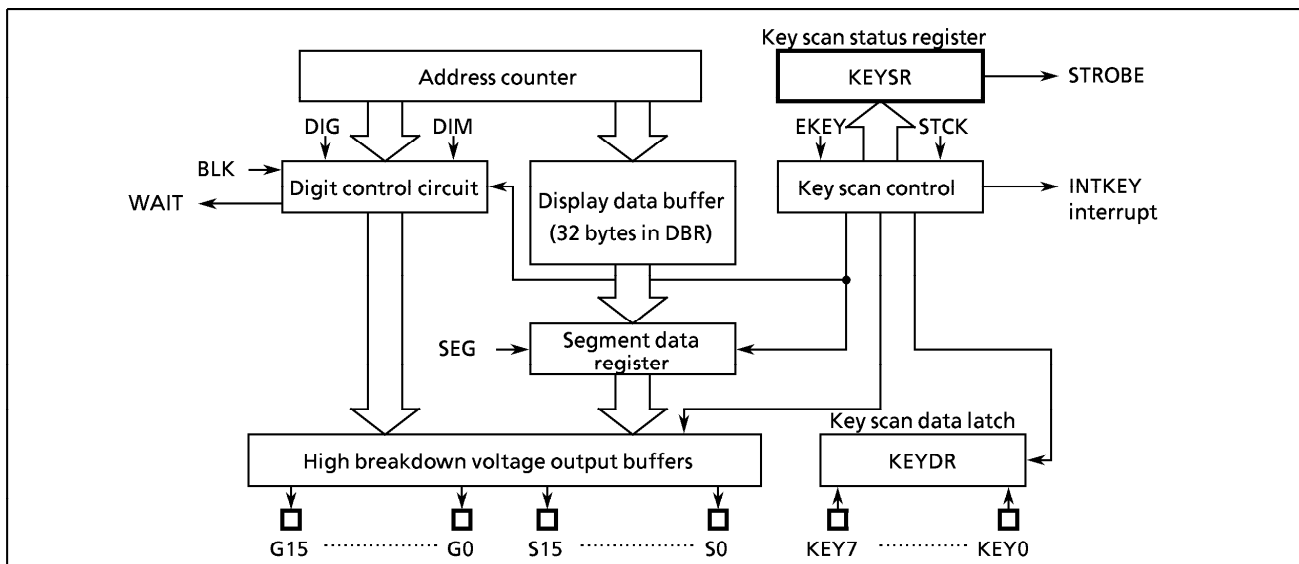 Key scan status register
Address counter
KEYSR
STROBE
DIG
DIM
EKEY
STCK
BLK
Digit control circuit
Key scan control
INTKEY
interrupt
WAIT
Display data buffer
(32 bytes in DBR)
SEG
Segment data
register
Key scan data latch
High breakdown voltage output buffers
KEYDR
G15 G0 S15 S0 KEY7 KEY0